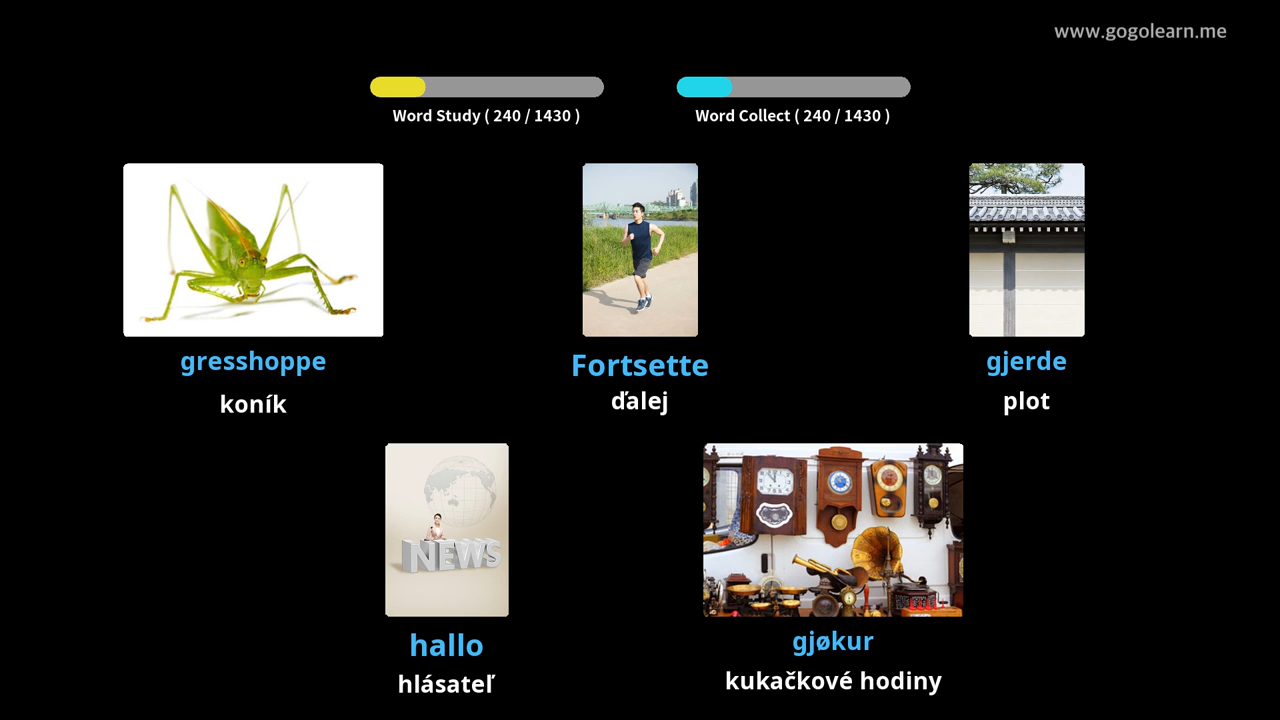 www.gogolearn.me
Word Study ( 240 / 1430 )
Word Collect ( 240 / 1430 )
gresshoppe
koník
Fortsette
ďalej
gjerde
plot
NEWS
hallo
hlásateľ
gjøkur
kukačkové hodiny